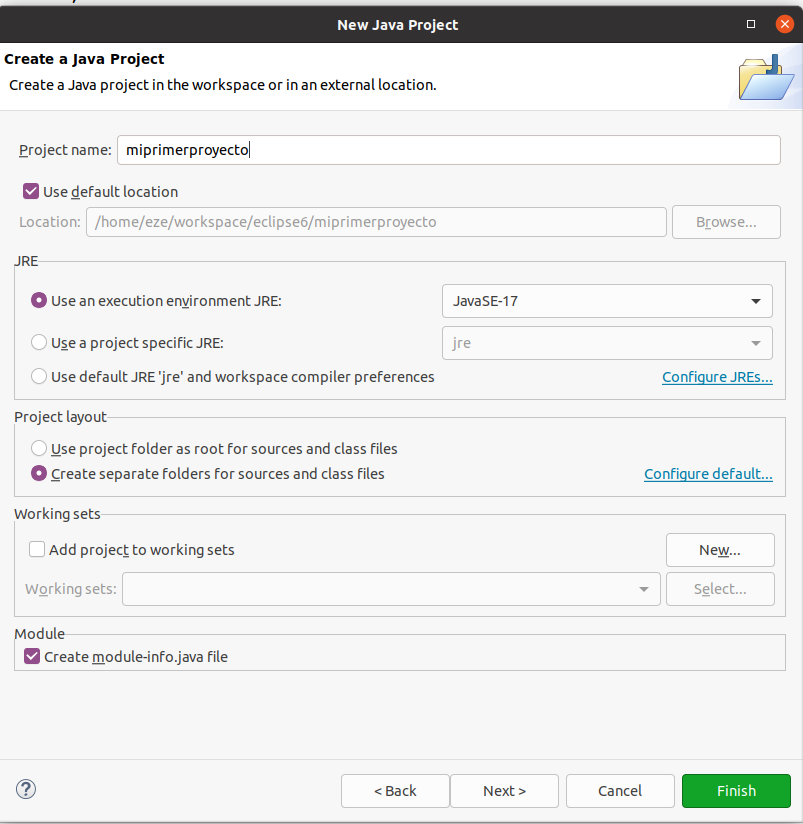 New Java Project
Create a Java Project
Create a Java project in the workspace or in an external location.
Project name: miprimerproyecto
Use default location
Location: /home/eze/workspace/eclipse6/miprimerproyecto Browse...
JRE
Use an execution environment JRE: JavaSE-17
Use a project specific JRE: jre
Use default JRE 'jre' and workspace compiler preferences Configure JREs...
Project layout
Use project folder as root for sources and class files
Create separate folders for sources and class files Configure default...
Working sets
Add project to working sets New...
Working sets: Select...
Module
Create module-info.java file
? < Back Next > Cancel Finish